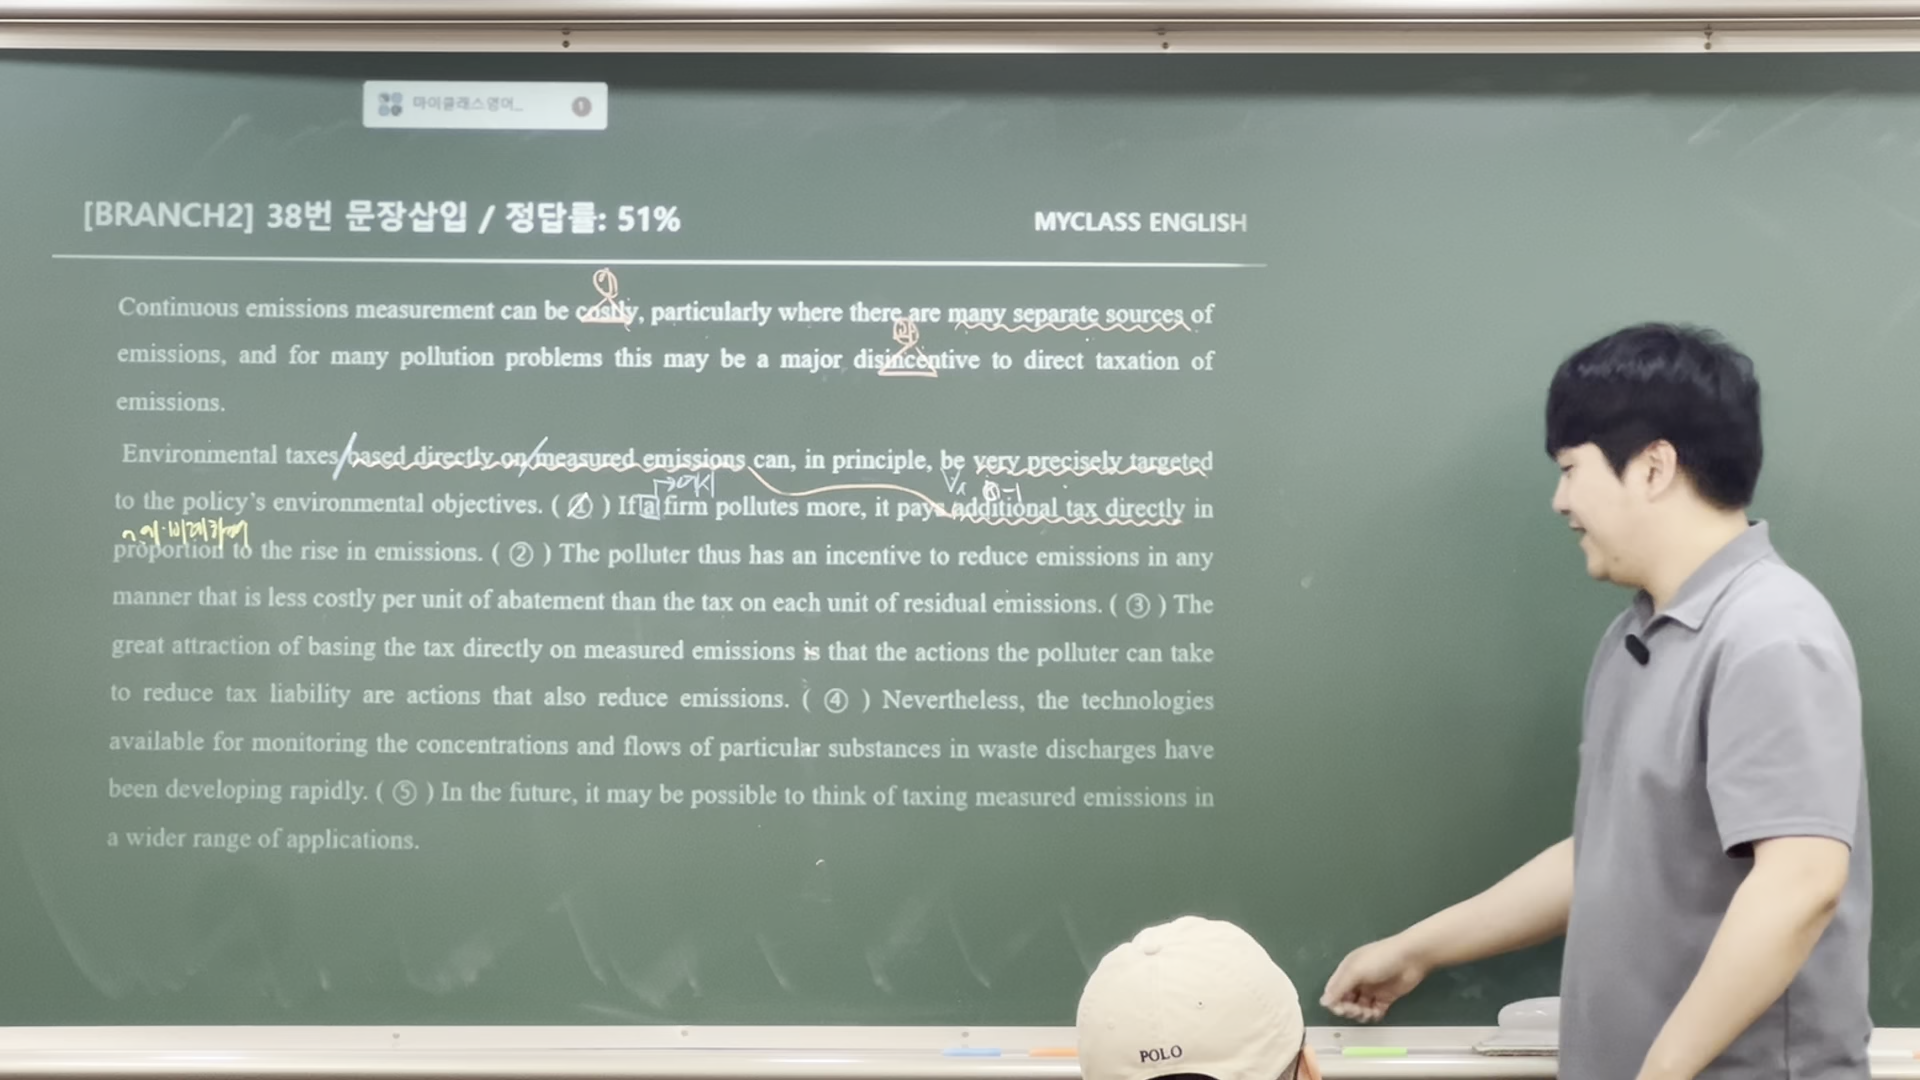 마이클래스영어_ 1
[BRANCH2] 38번 문장삽입 / 정답률: 51%
MYCLASS ENGLISH
Continuous emissions measurement can be costly, particularly where there are many separate sources of
emissions, and for many pollution problems this may be a major disincentive to direct taxation of
emissions.
Environmental taxes based directly on measured emissions can, in principle, be very precisely targeted
to the policy's environmental objectives. ( ① ) If a firm pollutes more, it pays additional tax directly in
~에 비례하여
proportion to the rise in emissions. ( ② ) The polluter thus has an incentive to reduce emissions in any
manner that is less costly per unit of abatement than the tax on each unit of residual emissions. ( ③ ) The
great attraction of basing the tax directly on measured emissions is that the actions the polluter can take
to reduce tax liability are actions that also reduce emissions. ( ④ ) Nevertheless, the technologies
available for monitoring the concentrations and flows of particular substances in waste discharges have
been developing rapidly. ( ⑤ ) In the future, it may be possible to think of taxing measured emissions in
a wider range of applications.
POLO